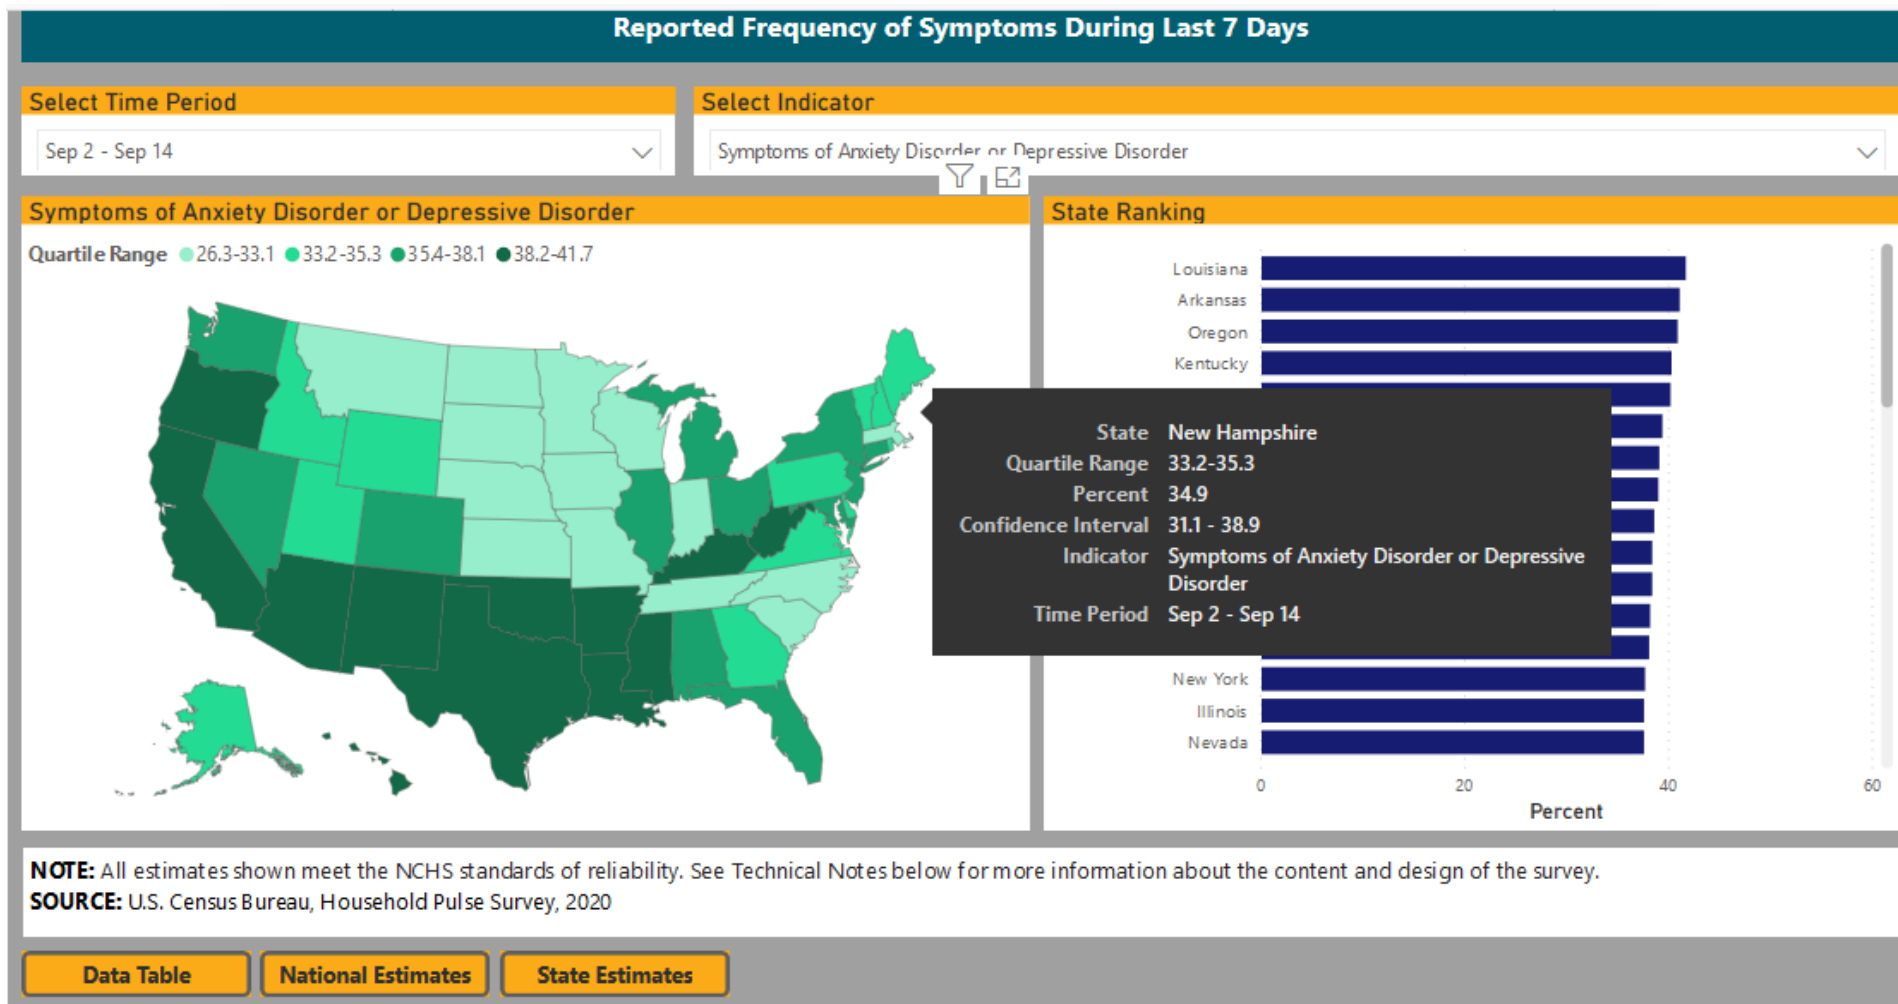 Reported Frequency of Symptoms During Last 7 Days
Select Time Period
Select Indicator
Sep 2 - Sep 14
Symptoms of Anxiety Disorder or Depressive Disorder
Symptoms of Anxiety Disorder or Depressive Disorder
State Ranking
Quartile Range 26.3-33.1 33.2-35.3 35.4-38.1 38.2-41.7
Louisiana
Arkansas
Oregon
Kentucky
State New Hampshire
Quartile Range 33.2-35.3
Percent 34.9
Confidence Interval 31.1 - 38.9
Indicator Symptoms of Anxiety Disorder or Depressive
Disorder
Time Period Sep 2 - Sep 14
New York
Illinois
Nevada
0 20 40 60
Percent
NOTE: All estimates shown meet the NCHS standards of reliability. See Technical Notes below for more information about the content and design of the survey.
SOURCE: U.S. Census Bureau, Household Pulse Survey, 2020
Data Table
National Estimates
State Estimates